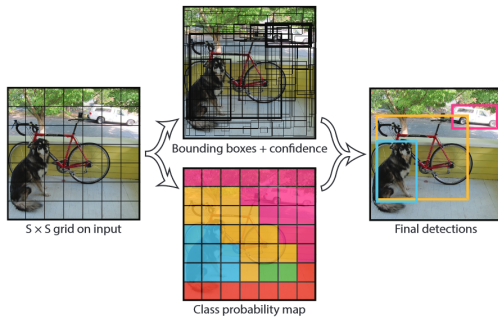 Bounding boxes + confidence
S × S grid on input
Final detections
Class probability map